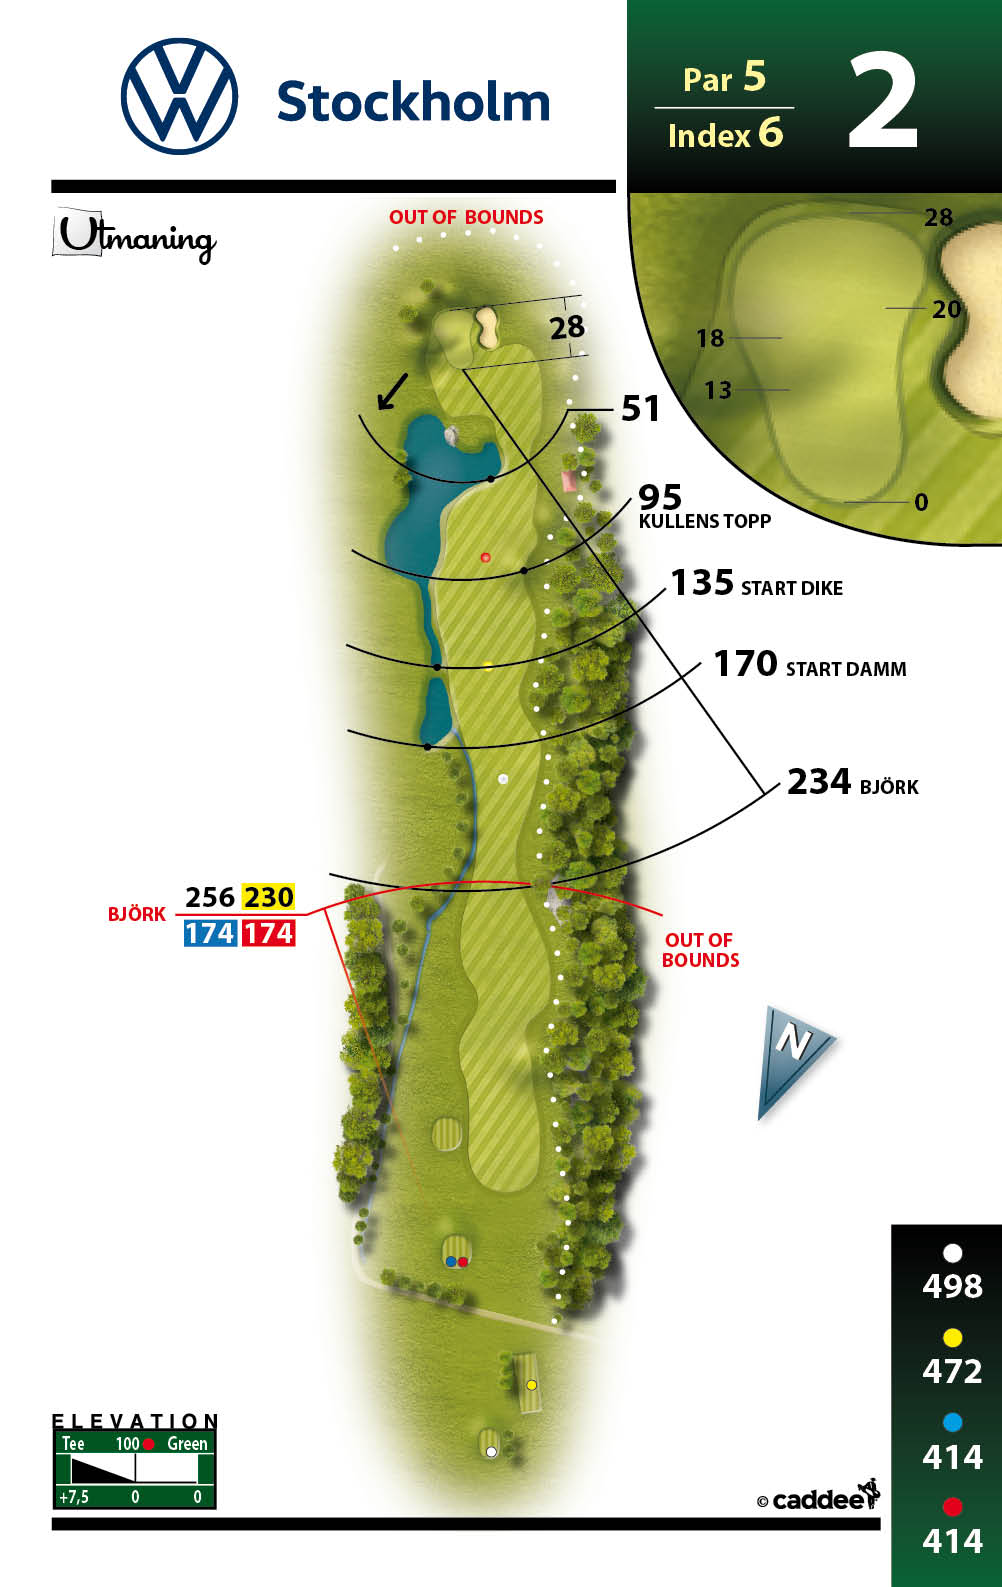 Stockholm
Par 5
Index 6
2
Utmaning
OUT OF BOUNDS
28
20
18
13
0
28
51
95
KULLENS TOPP
135 START DIKE
170 START DAMM
234 BJÖRK
BJÖRK
256 230
174 174
OUT OF
BOUNDS
N
498
472
414
414
ELEVATION
Tee 100 Green
+7,5 0 0
© caddee